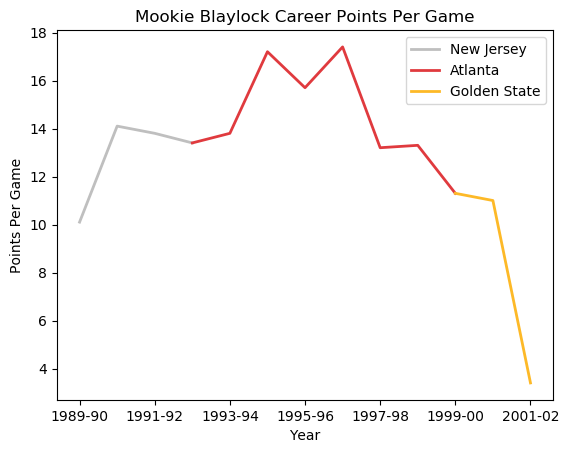 Mookie Blaylock Career Points Per Game
18
16
14
12
10
8
6
4
Points Per Game
New Jersey
Atlanta
Golden State
1989-90 1991-92 1993-94 1995-96 1997-98 1999-00 2001-02
Year